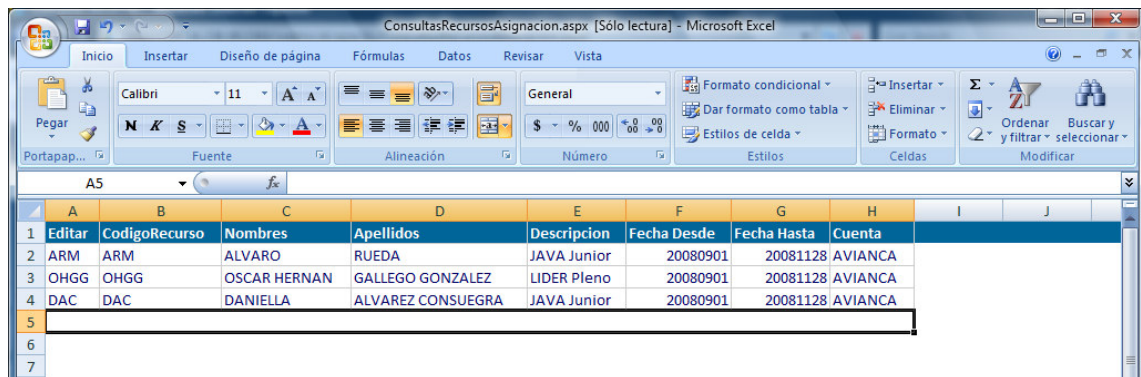 ConsultasRecursosAsignacion.aspx [Sólo lectura] - Microsoft Excel
Inicio Insertar Diseño de página Fórmulas Datos Revisar Vista
Pegar
Calibri 11 A A
N K S A
General
$ % 000
Formato condicional
Dar formato como tabla
Estilos de celda
Insertar
Eliminar
Formato
Σ
Ordenar y filtrar
Buscar y seleccionar
Portapap... Fuente Alineación Número Estilos Celdas Modificar
A5 fx
A B C D E F G H I J
1 Editar CodigoRecurso Nombres Apellidos Descripcion Fecha Desde Fecha Hasta Cuenta
2 ARM ARM ALVARO RUEDA JAVA Junior 20080901 20081128 AVIANCA
3 OHGG OHGG OSCAR HERNAN GALLEGO GONZALEZ LIDER Pleno 20080901 20081128 AVIANCA
4 DAC DAC DANIELLA ALVAREZ CONSUEGRA JAVA Junior 20080901 20081128 AVIANCA
5
6
7